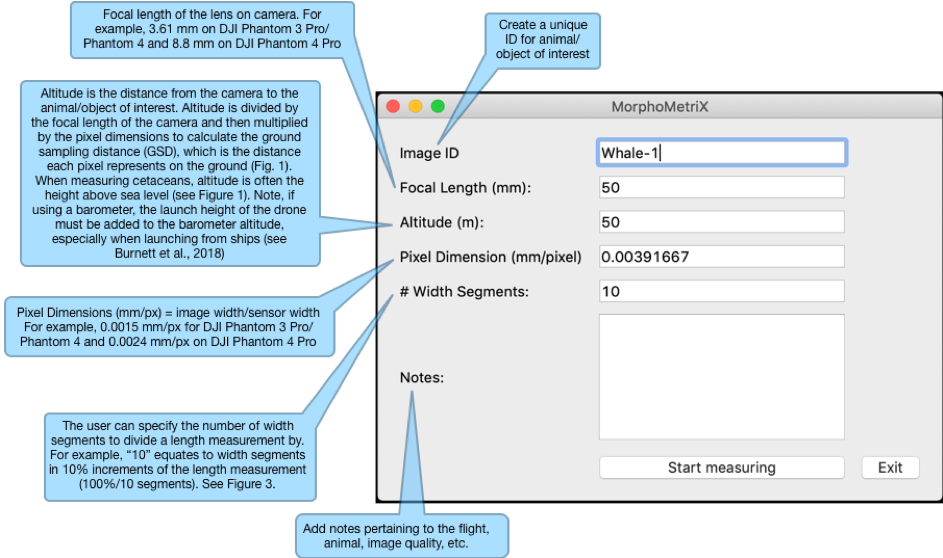 Focal length of the lens on camera. For
example, 3.61 mm on DJI Phantom 3 Pro/
Phantom 4 and 8.8 mm on DJI Phantom 4 Pro
Create a unique
ID for animal/
object of interest
Altitude is the distance from the camera to the
animal/object of interest. Altitude is divided by
the focal length of the camera and then multiplied
by the pixel dimensions to calculate the ground
sampling distance (GSD), which is the distance
each pixel represents on the ground (Fig. 1).
When measuring cetaceans, altitude is often the
height above sea level (see Figure 1). Note, if
using a barometer, the launch height of the drone
must be added to the barometer altitude,
especially when launching from ships (see
Burnett et al., 2018)
Pixel Dimensions (mm/px) = image width/sensor width
For example, 0.0015 mm/px for DJI Phantom 3 Pro/
Phantom 4 and 0.0024 mm/px on DJI Phantom 4 Pro
The user can specify the number of width
segments to divide a length measurement by.
For example, “10” equates to width segments
in 10% increments of the length measurement
(100%/10 segments). See Figure 3.
Add notes pertaining to the flight,
animal, image quality, etc.
MorphoMetriX
Image ID
Whale-1
Focal Length (mm):
50
Altitude (m):
50
Pixel Dimension (mm/pixel)
0.00391667
# Width Segments:
10
Notes:
Start measuring
Exit